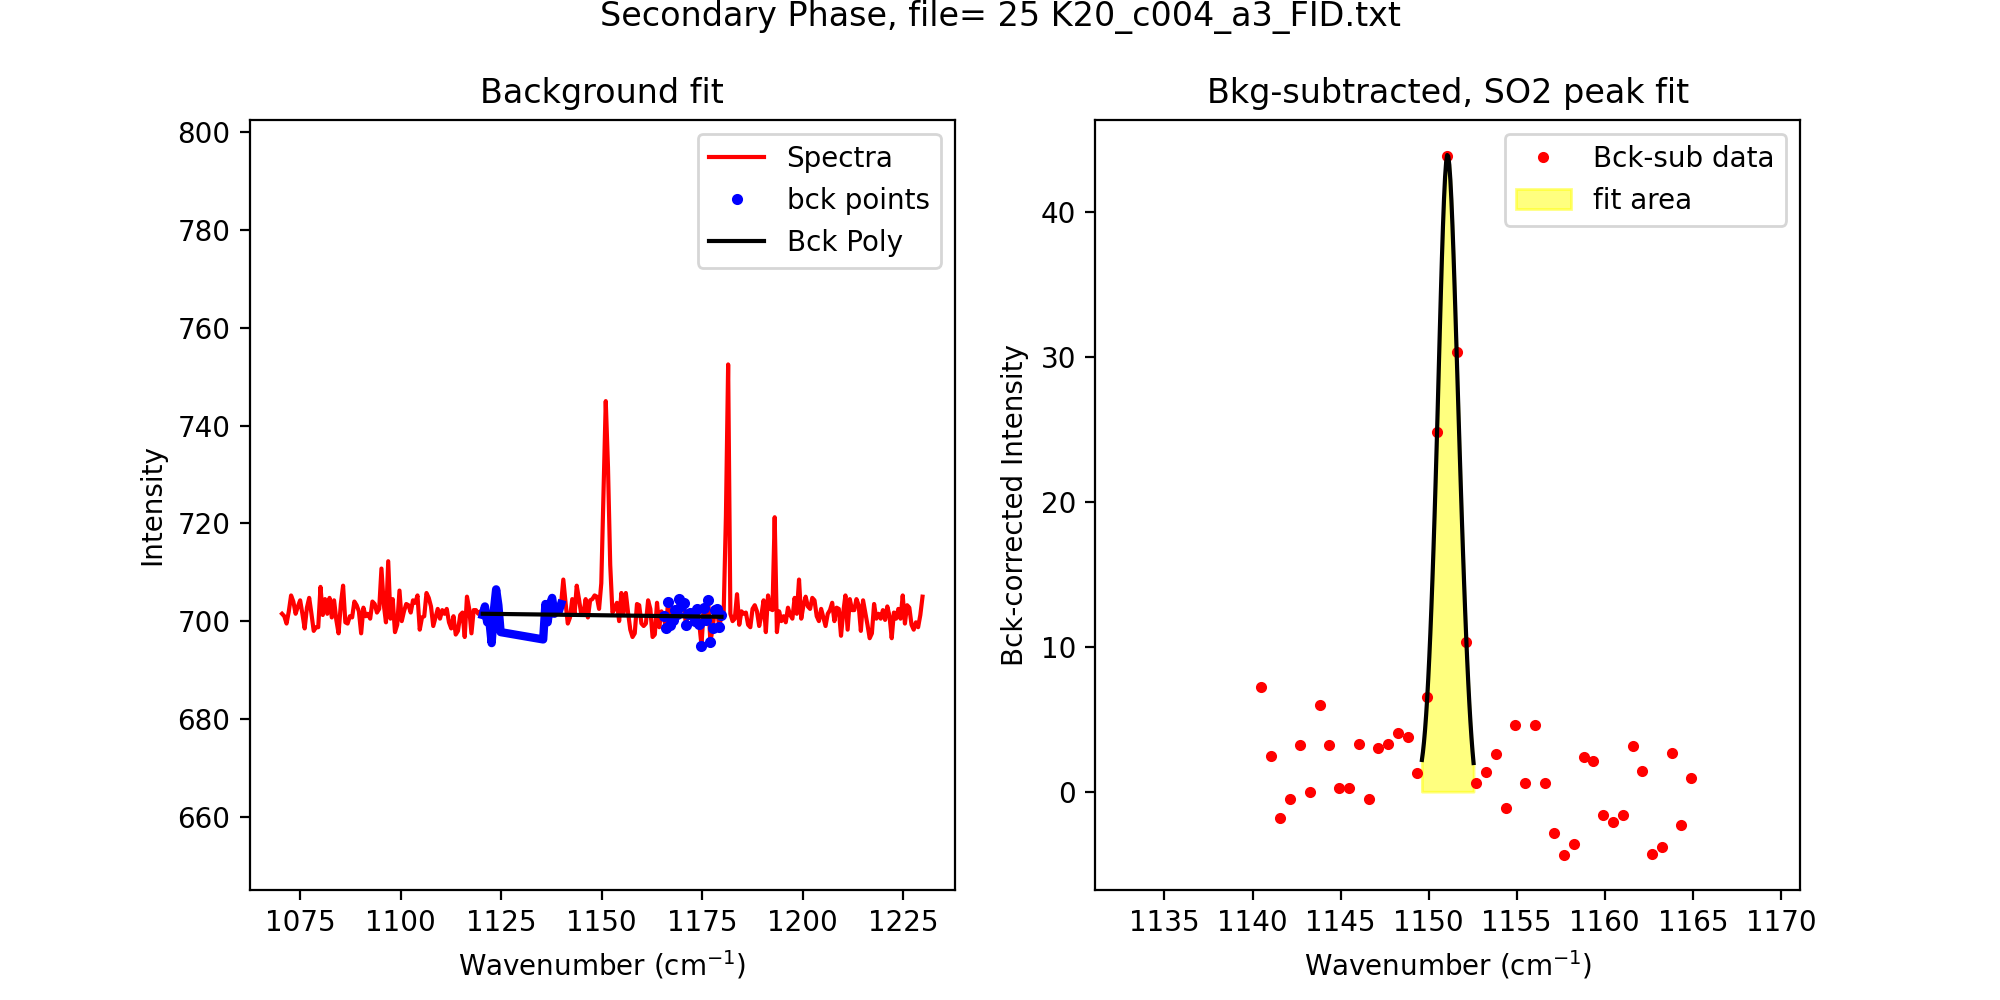 Secondary Phase, file= 25 K20_c004_a3_FID.txt
Background fit
800
780
760
740
720
700
680
660
Intensity
Spectra
bck points
Bck Poly
1075 1100 1125 1150 1175 1200 1225
Wavenumber (cm⁻¹)
Bkg-subtracted, SO2 peak fit
40
30
20
10
0
Bck-corrected Intensity
Bck-sub data
fit area
1135 1140 1145 1150 1155 1160 1165 1170
Wavenumber (cm⁻¹)